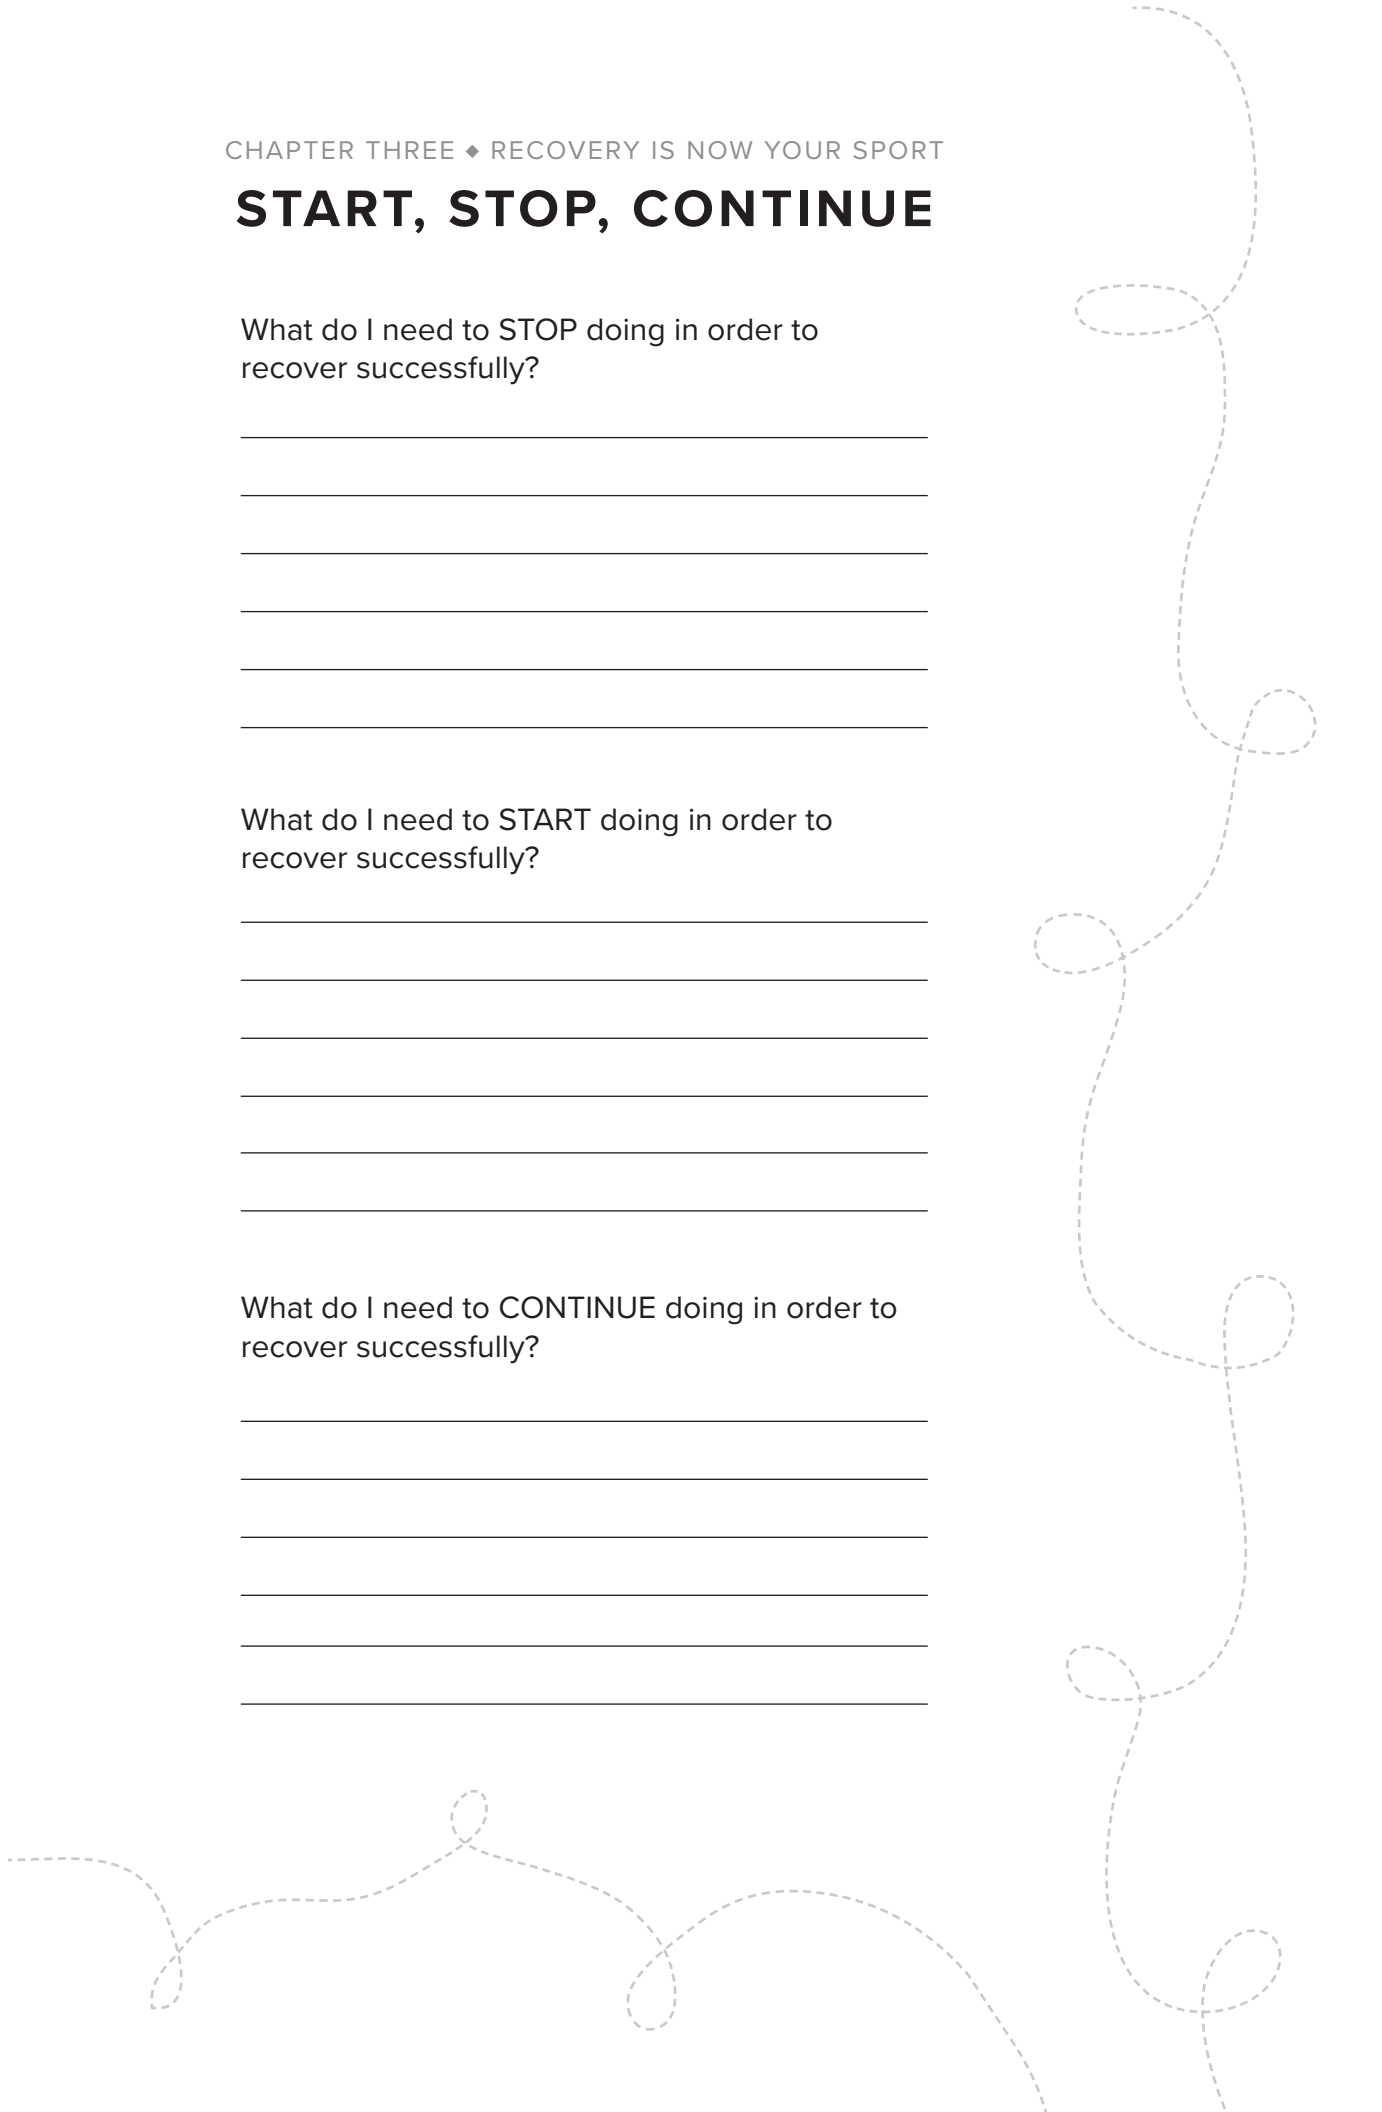 CHAPTER THREE ◆ RECOVERY IS NOW YOUR SPORT
START, STOP, CONTINUE
What do I need to STOP doing in order to
recover successfully?
What do I need to START doing in order to
recover successfully?
What do I need to CONTINUE doing in order to
recover successfully?